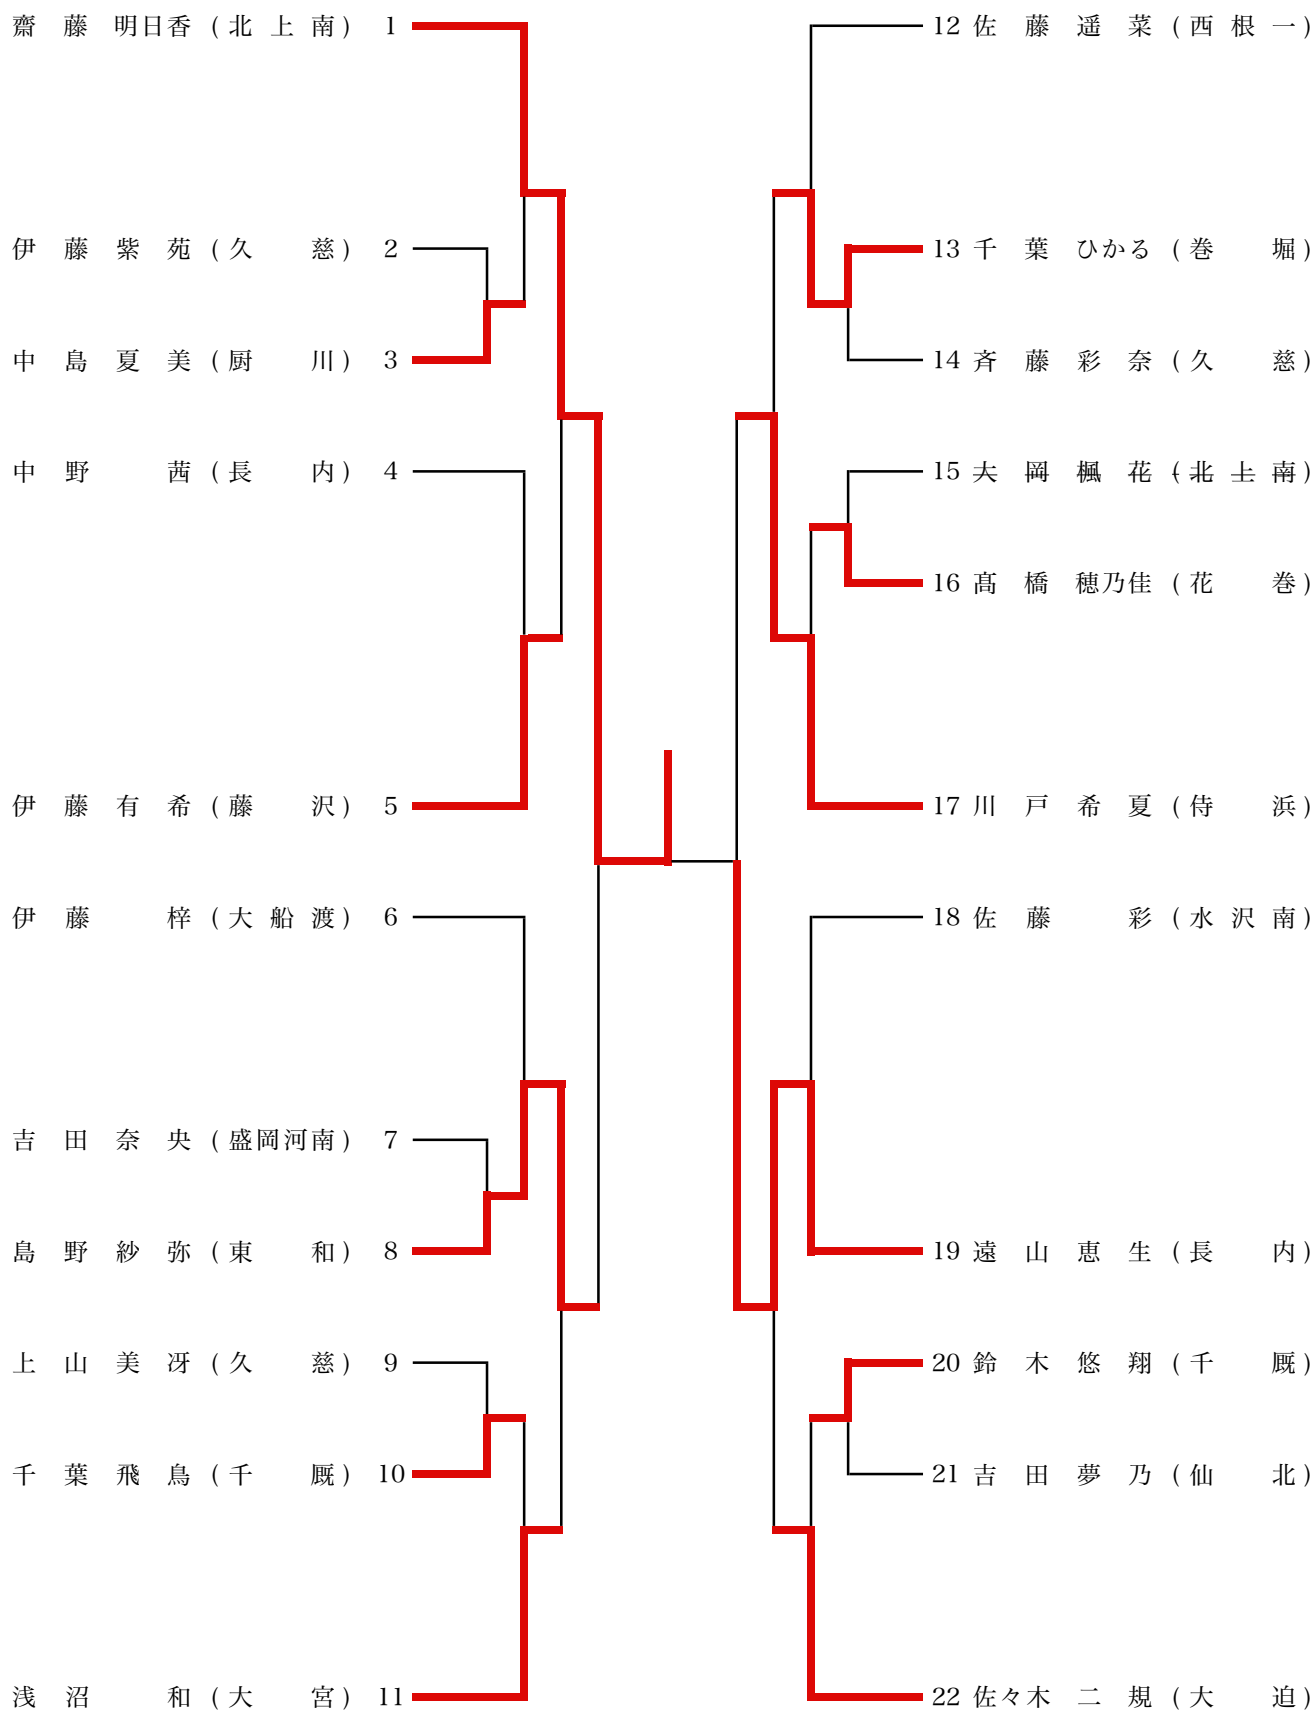 齋藤明日香(北上南) 1
伊藤紫苑(久慈) 2
中島夏美(厨川) 3
中野茜(長内) 4
伊藤有希(藤沢) 5
伊藤梓(大船渡) 6
吉田奈央(盛岡河南) 7
島野紗弥(東和) 8
上山美冴(久慈) 9
千葉飛鳥(千厩) 10
浅沼和(大宮) 11
12 佐藤遥菜(西根一)
13 千葉ひかる(巻堀)
14 斉藤彩奈(久慈)
15 大岡楓花(北上南)
16 髙橋穂乃佳(花巻)
17 川戸希夏(侍浜)
18 佐藤彩(水沢南)
19 遠山恵生(長内)
20 鈴木悠翔(千厩)
21 吉田夢乃(仙北)
22 佐々木二規(大迫)